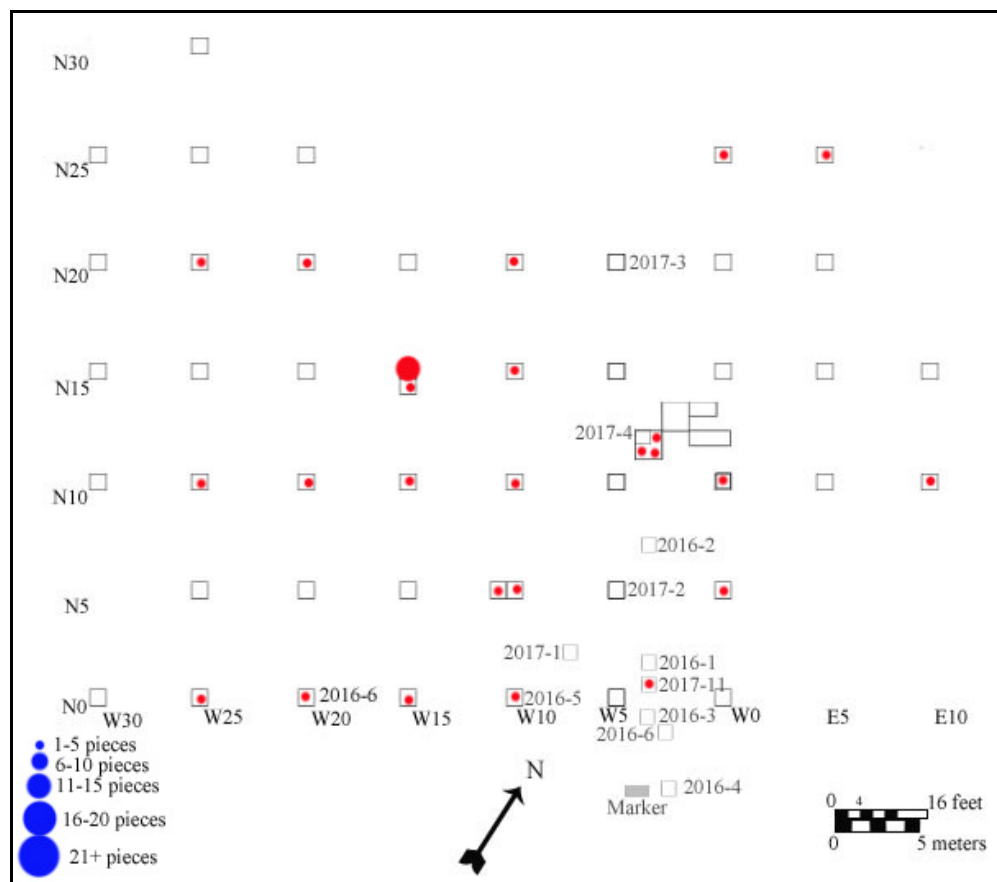 N30
N25
N20
2017-3
N15
2017-4
N10
2016-2
N5
2017-2
2017-1
2016-1
2017-11
N0
2016-6
2016-5
2016-3
W30
W25
W20
W15
W10
W5
W0
E5
E10
2016-6
1-5 pieces
6-10 pieces
11-15 pieces
16-20 pieces
21+ pieces
N
2016-4
Marker
0 4 16 feet
0 5 meters